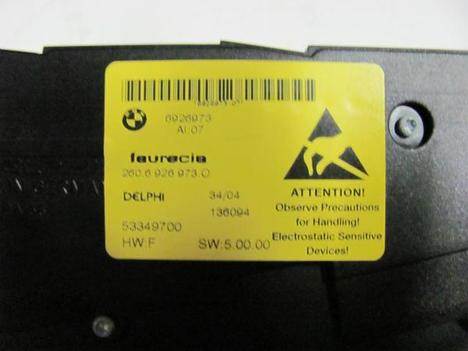 6926973
AI:07
faurecia
260.6 926 973.0
DELPHI 34/04
136094
53349700
HW:F SW:5.00.00
ATTENTION!
Observe Precautions
for Handling!
Electrostatic Sensitive
Devices!